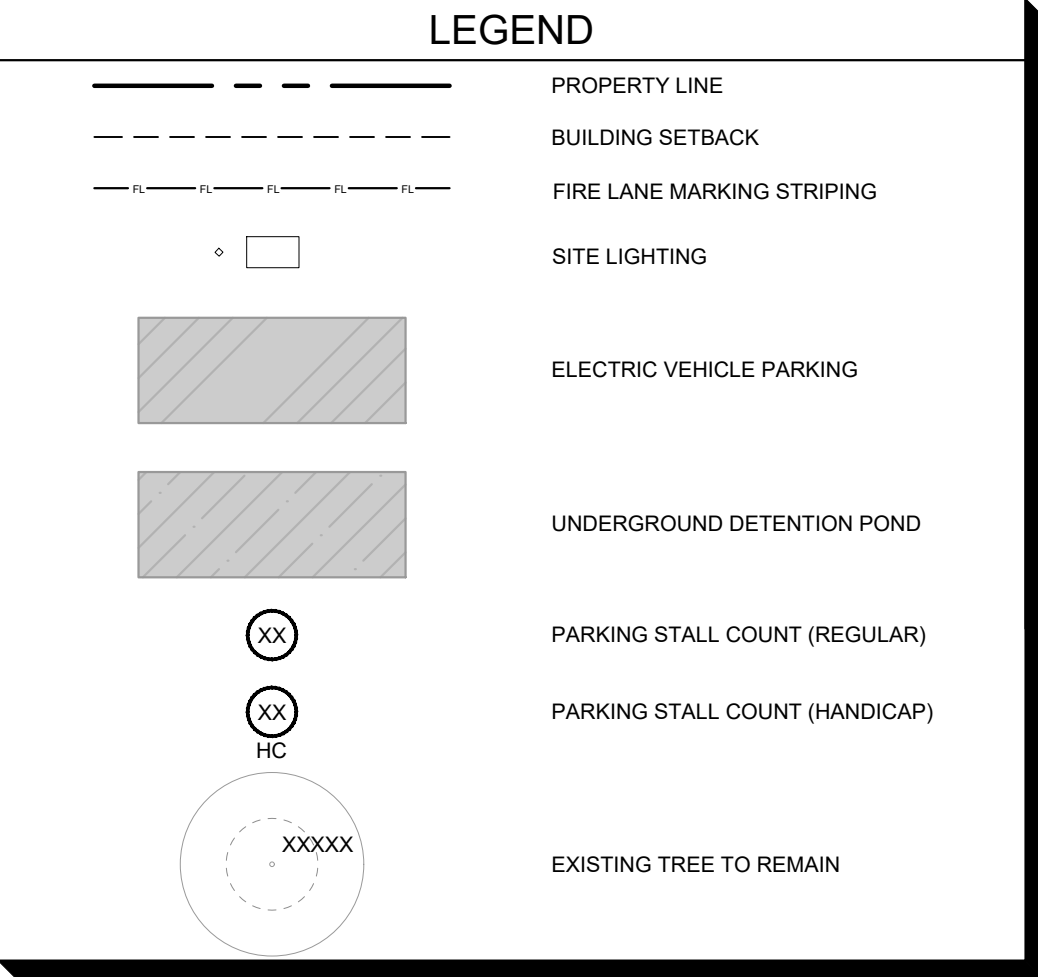 LEGEND
PROPERTY LINE
BUILDING SETBACK
FL FL FL FL FL
FIRE LANE MARKING STRIPING
SITE LIGHTING
ELECTRIC VEHICLE PARKING
UNDERGROUND DETENTION POND
XX
PARKING STALL COUNT (REGULAR)
XX
HC
PARKING STALL COUNT (HANDICAP)
XXXXX
EXISTING TREE TO REMAIN